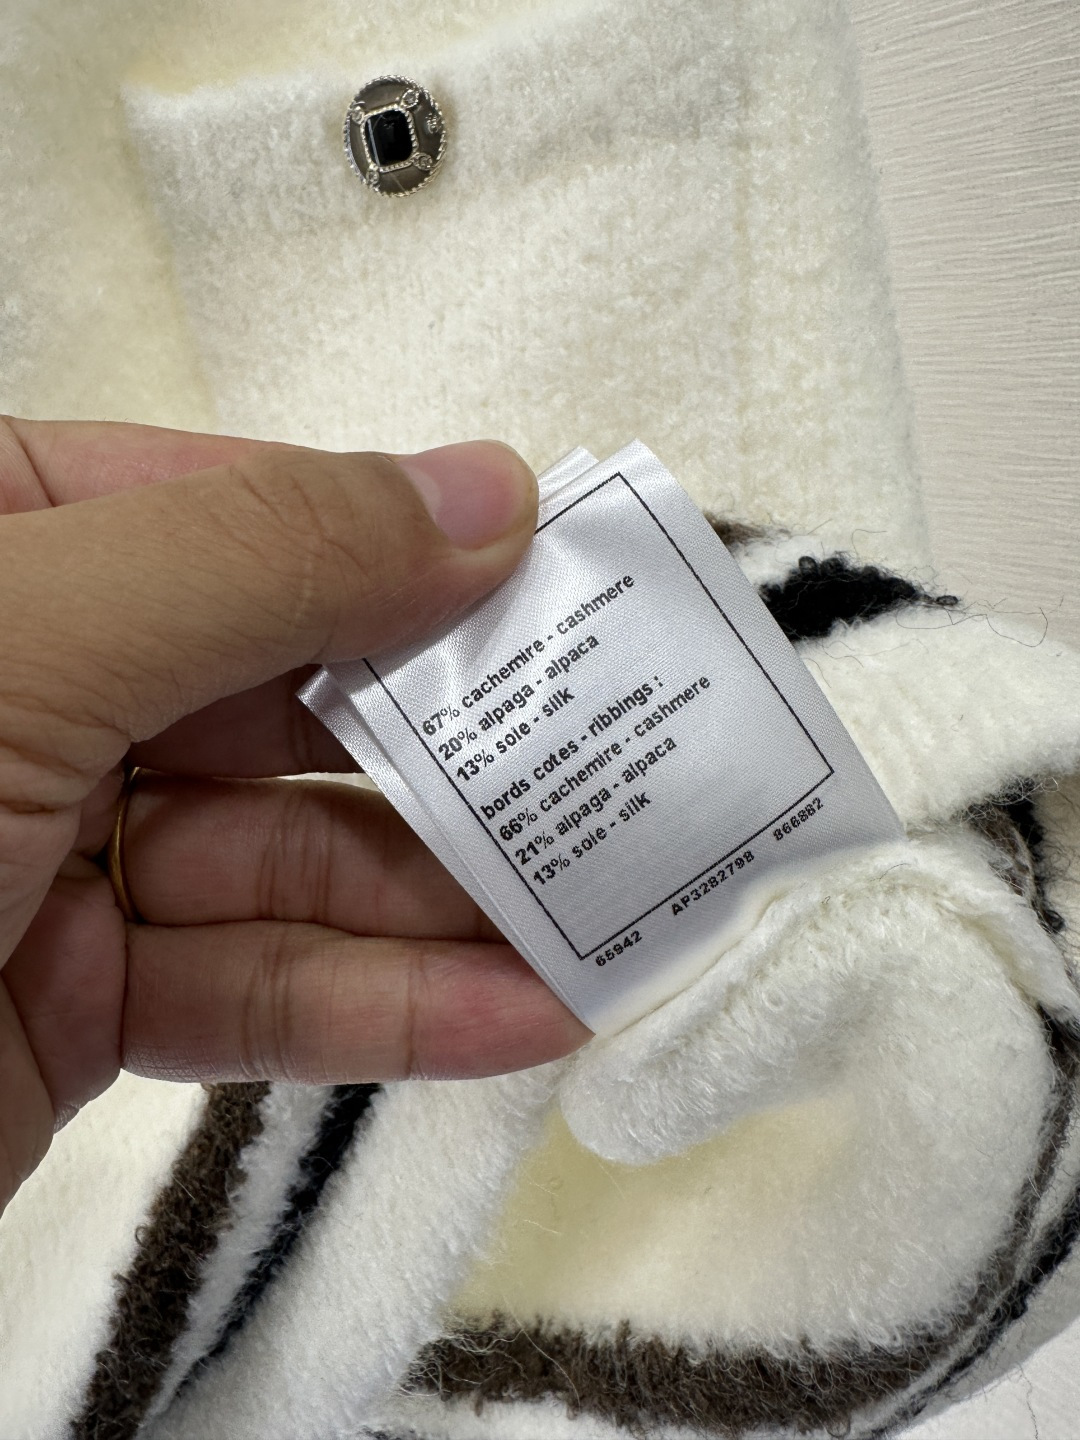 67% cachemire - cashmere
20% alpaga - alpaca
13% soie - silk
bords cotes - ribbings :
66% cachemire - cashmere
21% alpaga - alpaca
13% soie - silk
65942 AP3282798 866882